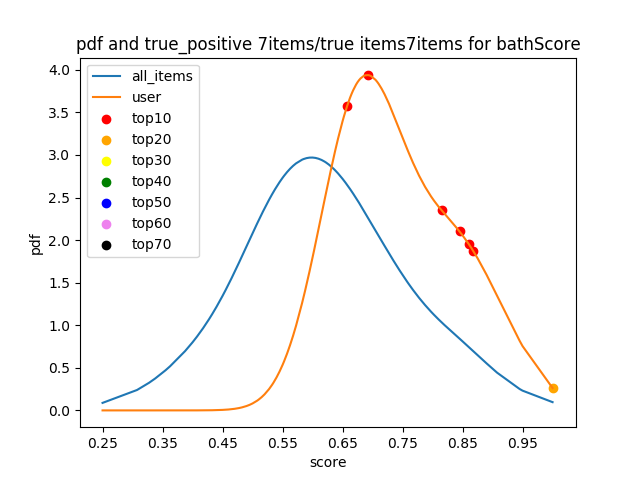 pdf and true_positive 7items/true items7items for bathScore
4.0
3.5
3.0
2.5
2.0
1.5
1.0
0.5
0.0
pdf
all_items
user
top10
top20
top30
top40
top50
top60
top70
0.25 0.35 0.45 0.55 0.65 0.75 0.85 0.95
score